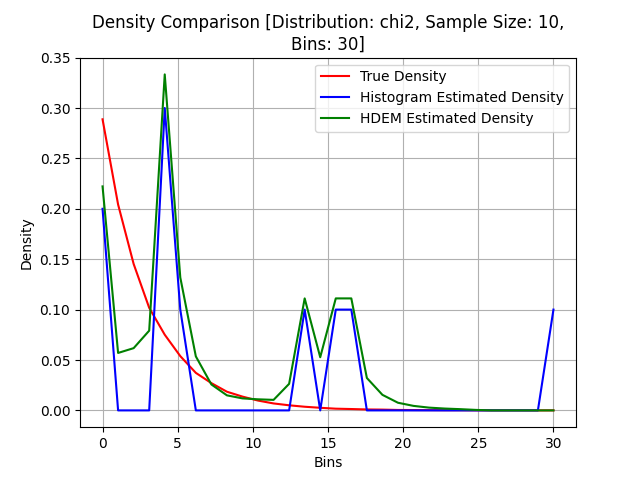 Density Comparison [Distribution: chi2, Sample Size: 10,
Bins: 30]
True Density
Histogram Estimated Density
HDEM Estimated Density
Density
0.35
0.30
0.25
0.20
0.15
0.10
0.05
0.00
0 5 10 15 20 25 30
Bins